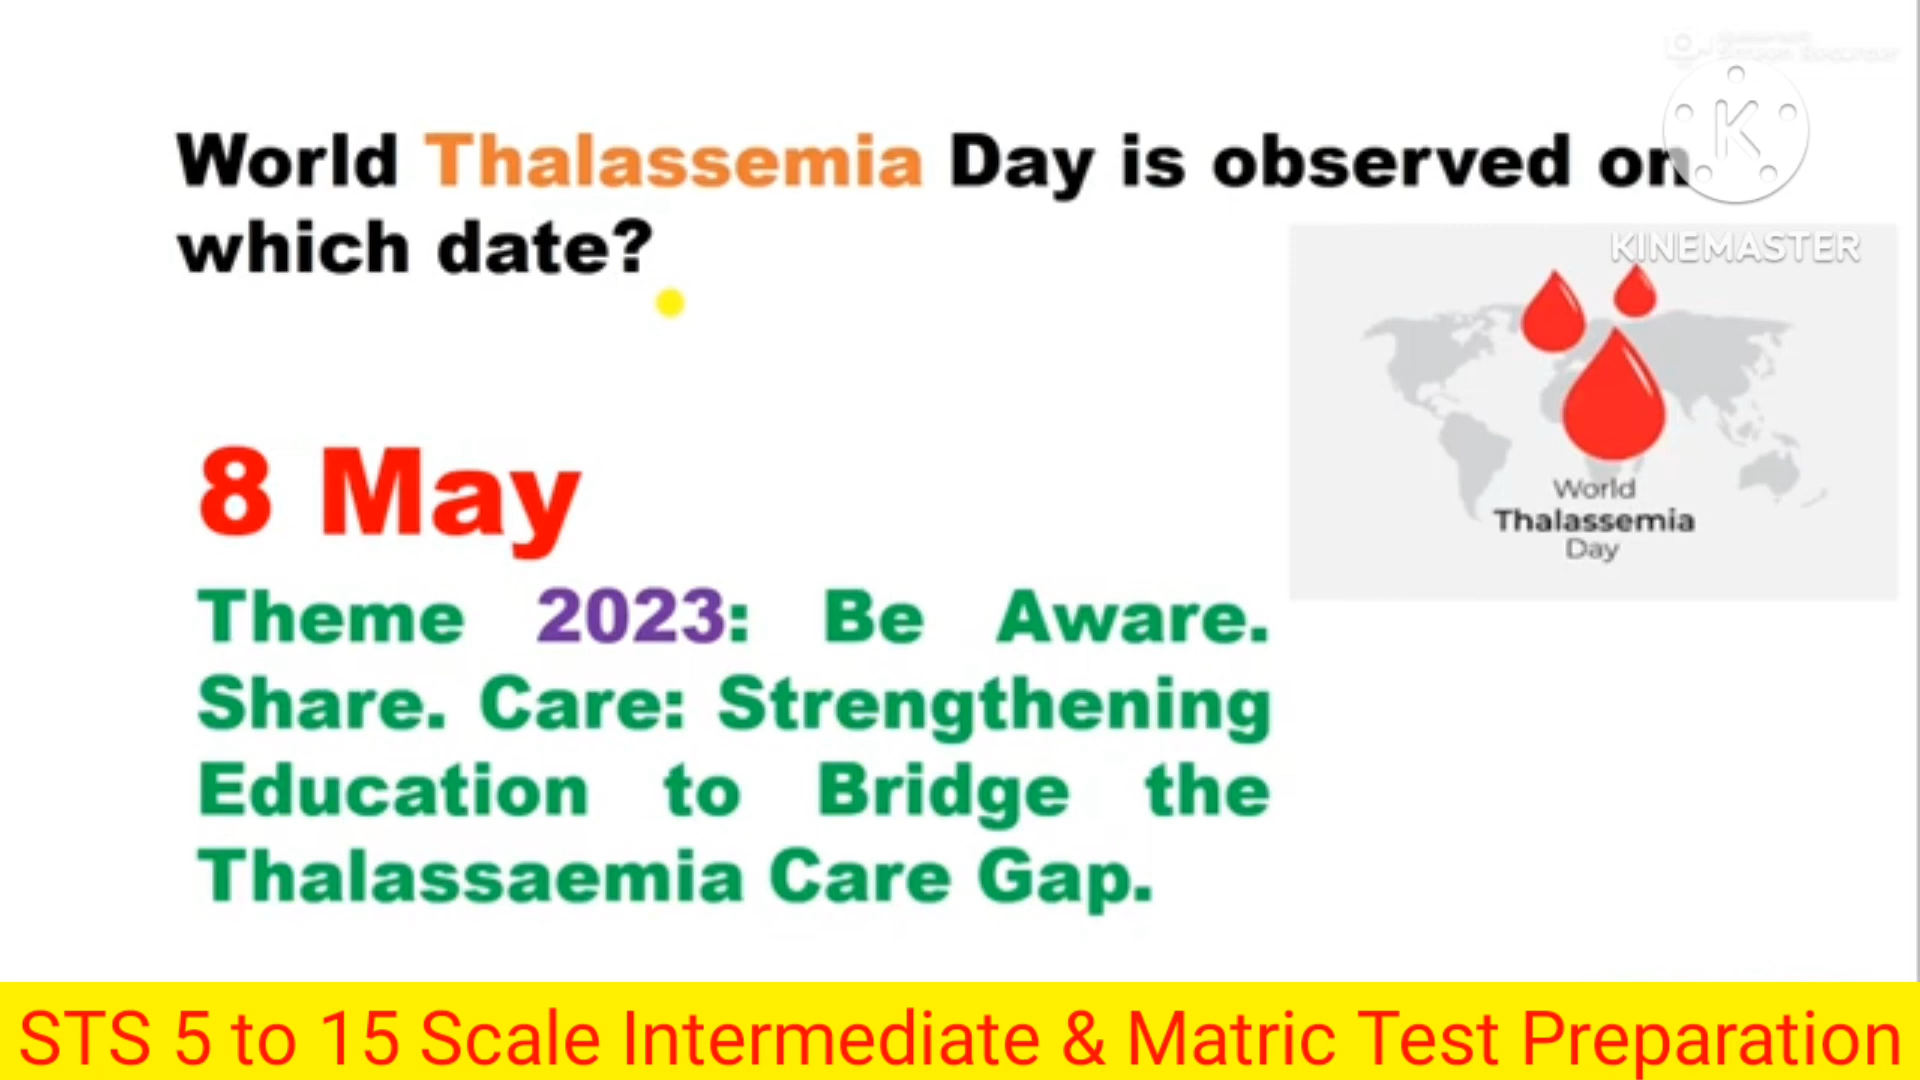 World Thalassemia Day is observed on
which date?
K
KINEMASTER
World
Thalassemia
Day
8 May
Theme 2023: Be Aware.
Share. Care: Strengthening
Education to Bridge the
Thalassaemia Care Gap.
STS 5 to 15 Scale Intermediate & Matric Test Preparation